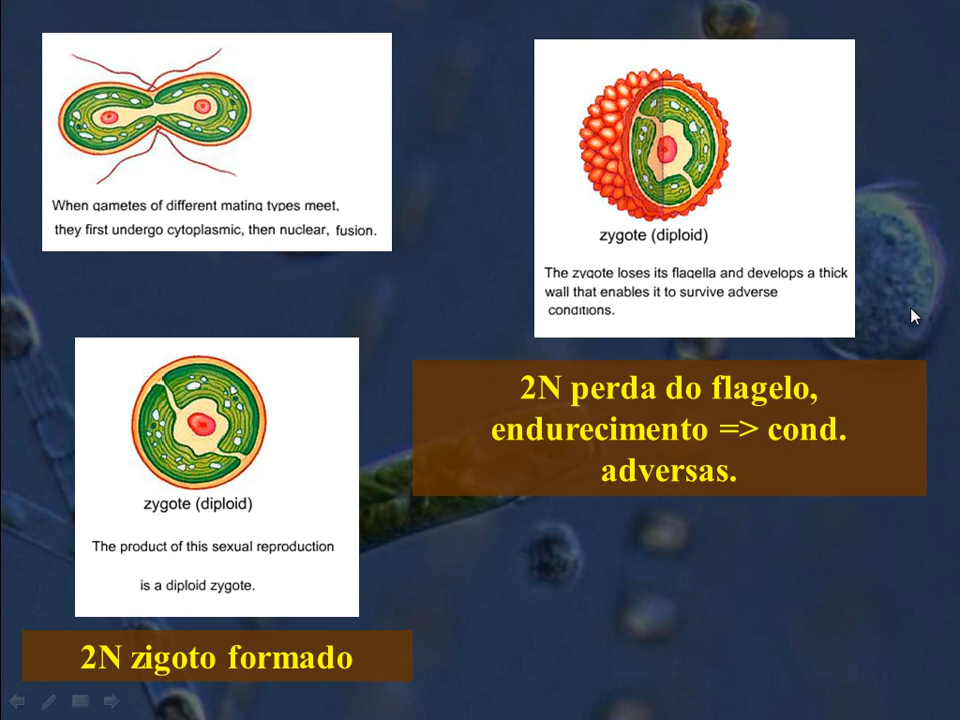 When gametes of different mating types meet,
they first undergo cytoplasmic, then nuclear, fusion.
zygote (diploid)
The zygote loses its flagella and develops a thick
wall that enables it to survive adverse
conditions.
zygote (diploid)
The product of this sexual reproduction
is a diploid zygote.
2N perda do flagelo,
endurecimento => cond.
adversas.
2N zigoto formado